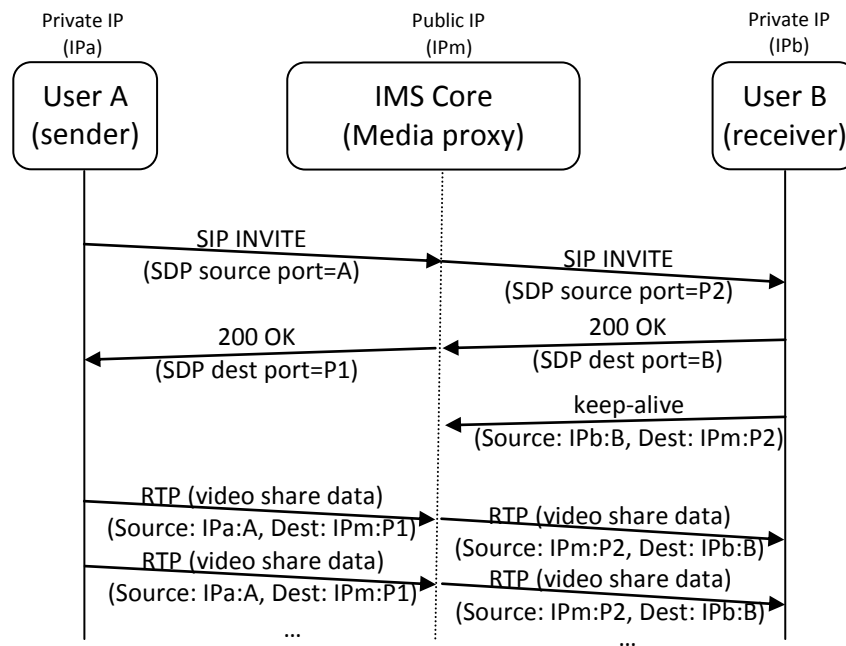 Private IP
(IPa)
Public IP
(IPm)
Private IP
(IPb)
User A
(sender)
IMS Core
(Media proxy)
User B
(receiver)
SIP INVITE
(SDP source port=A)
SIP INVITE
(SDP source port=P2)
200 OK
(SDP dest port=B)
200 OK
(SDP dest port=P1)
keep-alive
(Source: IPb:B, Dest: IPm:P2)
RTP (video share data)
(Source: IPa:A, Dest: IPm:P1)
RTP (video share data)
(Source: IPm:P2, Dest: IPb:B)
RTP (video share data)
(Source: IPa:A, Dest: IPm:P1)
RTP (video share data)
(Source: IPm:P2, Dest: IPb:B)
...
...